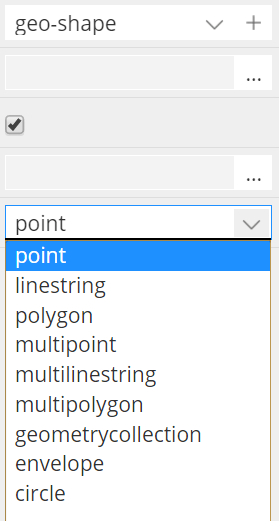 geo-shape
...
...
point
point
linestring
polygon
multipoint
multilinestring
multipolygon
geometrycollection
envelope
circle